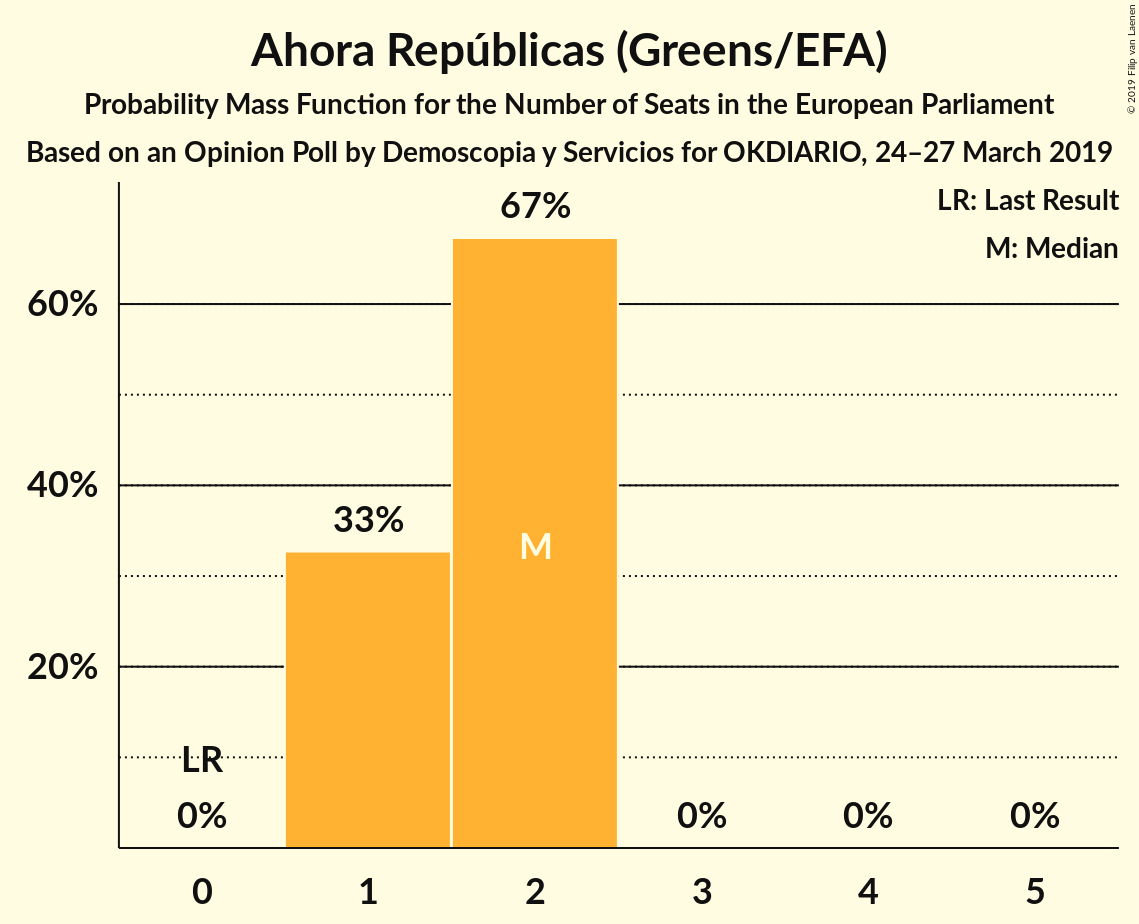 Ahora Repúblicas (Greens/EFA)
Probability Mass Function for the Number of Seats in the European Parliament
Based on an Opinion Poll by Demoscopia y Servicios for OKDIARIO, 24–27 March 2019
© 2019 Filip van Laenen
LR: Last Result
M: Median
67%
60%
40%
33%
M
20%
LR
0%
0%
0%
0%
0
1
2
3
4
5